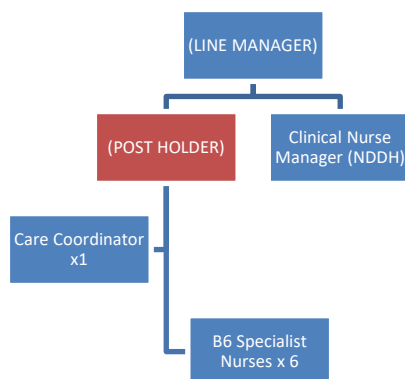 (LINE MANAGER)
(POST HOLDER)
Clinical Nurse
Manager (NDDH)
Care Coordinator
x1
B6 Specialist
Nurses x 6